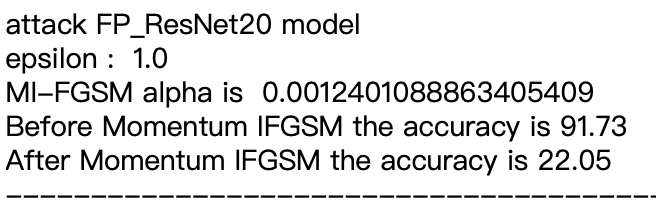 attack FP_ResNet20 model
epsilon :  1.0
MI-FGSM alpha is  0.0012401088863405409
Before Momentum IFGSM the accuracy is 91.73
After Momentum IFGSM the accuracy is 22.05
----------------------------------------